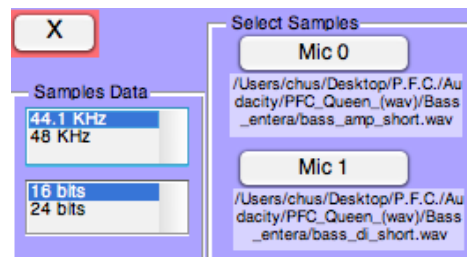 X
Samples Data
44.1 KHz
48 KHz
16 bits
24 bits
Select Samples
Mic 0
/Users/chus/Desktop/P.F.C./Au
dacity/PFC_Queen_(wav)/Bass
_entera/bass_amp_short.wav
Mic 1
/Users/chus/Desktop/P.F.C./Au
dacity/PFC_Queen_(wav)/Bass
_entera/bass_di_short.wav